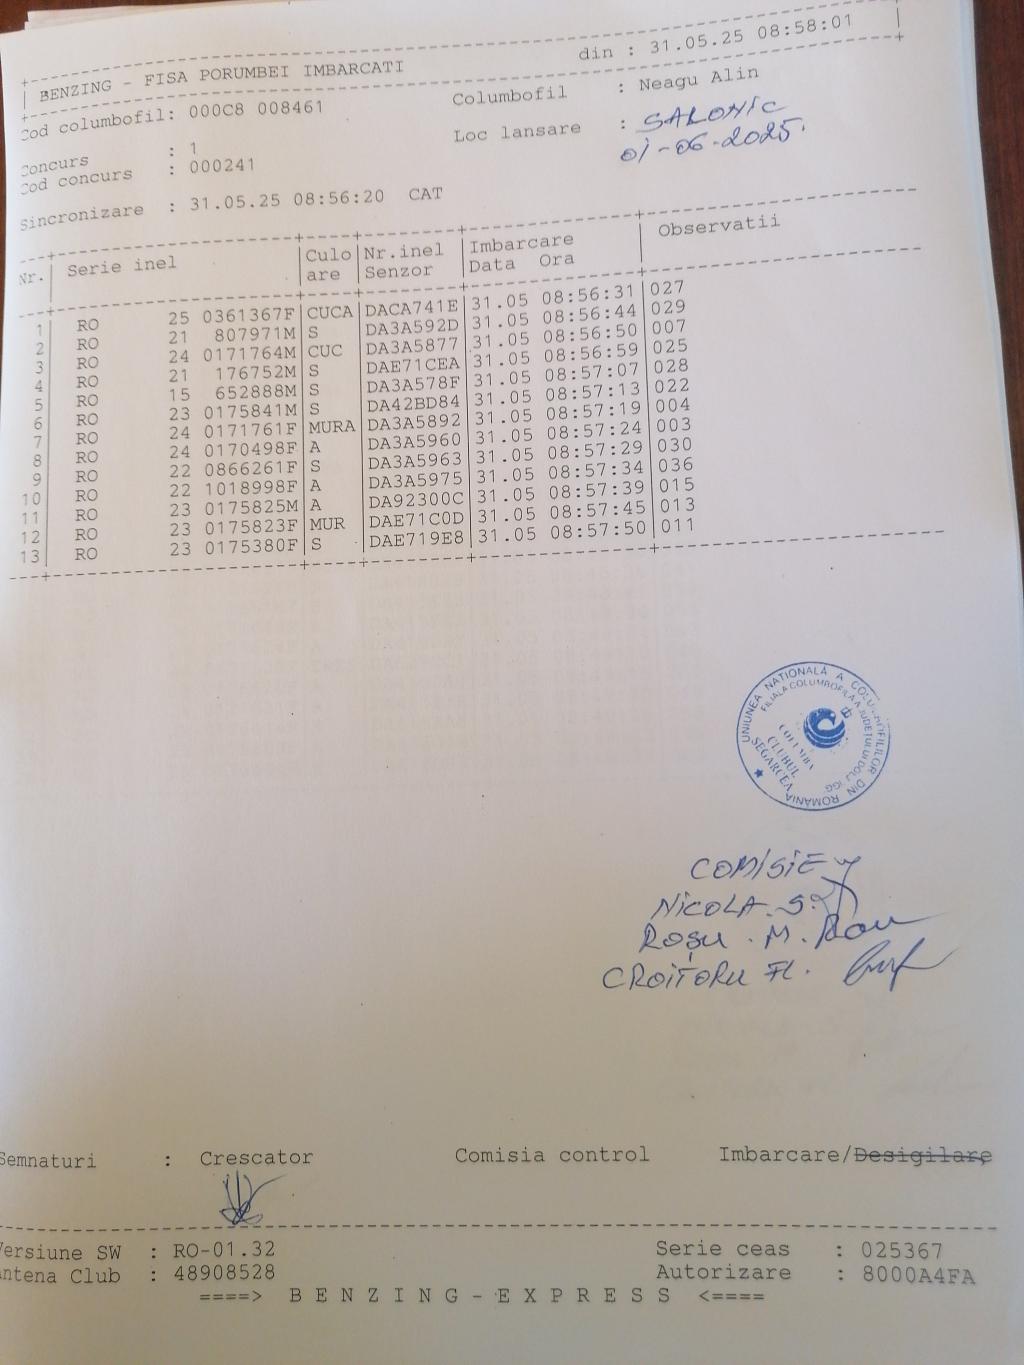 BENZING - FISA PORUMBEI IMBARCATI din : 31.05.25 08:58:01
Cod columbofil: 000C8 008461 Columbofil : Neagu Alin
Loc lansare : SALONIC
01-06-2025.
Concurs : 1
Cod concurs : 000241
Sincronizare : 31.05.25 08:56:20 CAT
Nr. Serie inel Culo Nr.inel Imbarcare Observatii
are Senzor Data Ora
1 RO 25 0361367F CUCA DACA741E 31.05 08:56:31 027
2 RO 21 807971M S DA3A592D 31.05 08:56:44 029
3 RO 24 0171764M CUC DA3A5877 31.05 08:56:50 007
4 RO 21 176752M S DAE71CEA 31.05 08:56:59 025
5 RO 15 652888M S DA3A578F 31.05 08:57:07 028
6 RO 23 0175841M S DA42BD84 31.05 08:57:13 022
7 RO 24 0171761F MURA DA3A5892 31.05 08:57:19 004
8 RO 24 0170498F A DA3A5960 31.05 08:57:24 003
9 RO 22 0866261F S DA3A5963 31.05 08:57:29 030
10 RO 22 1018998F A DA3A5975 31.05 08:57:34 036
11 RO 23 0175825M A DA92300C 31.05 08:57:39 015
12 RO 23 0175823F MUR DAE71C0D 31.05 08:57:45 013
13 RO 23 0175380F S DAE719E8 31.05 08:57:50 011
UNIUNEA NATIONALĂ A COLUMBOFILILOR DIN ROMANIA
FILIALA COLUMBOFILA A JUDETULUI DOLJ
COLUMBA
CLUBUL
SEGARCEA
COMISIE
NICOLA S.
ROȘU . M.
CROITORU FL.
Semnaturi : Crescator Comisia control Imbarcare/Desigilare
Versiune SW : RO-01.32 Serie ceas : 025367
Antena Club : 48908528 Autorizare : 8000A4FA
====> B E N Z I N G - E X P R E S S <====